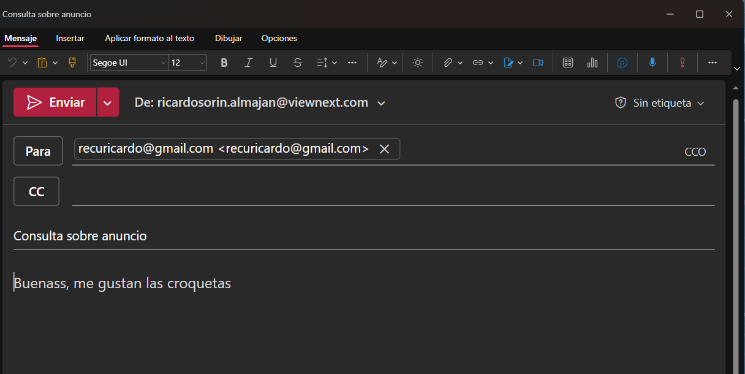 Consulta sobre anuncio
Mensaje Insertar Aplicar formato al texto Dibujar Opciones
Segoe UI 12 B I U S
Enviar De: ricardosorin.almajan@viewnext.com Sin etiqueta
Para recuricardo@gmail.com <recuricardo@gmail.com> CCO
CC
Consulta sobre anuncio
Buenass, me gustan las croquetas